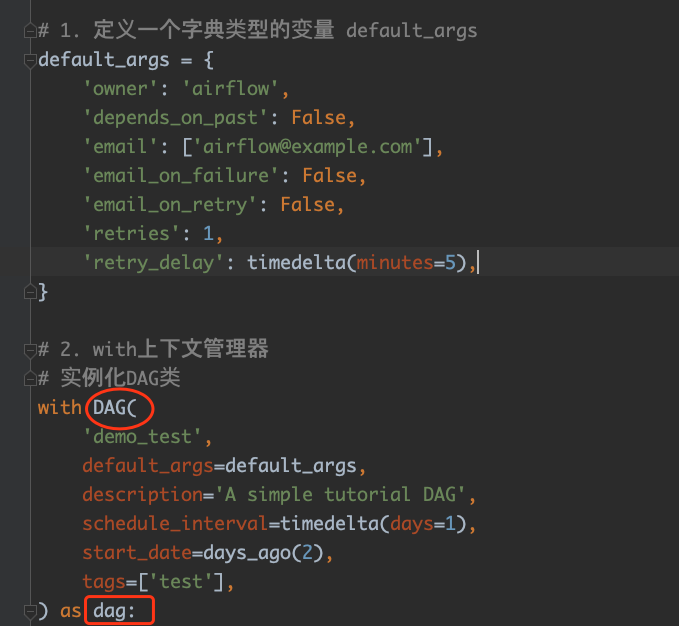 # 1. 定义一个字典类型的变量 default_args
default_args = {
    'owner': 'airflow',
    'depends_on_past': False,
    'email': ['airflow@example.com'],
    'email_on_failure': False,
    'email_on_retry': False,
    'retries': 1,
    'retry_delay': timedelta(minutes=5),
}
# 2. with上下文管理器
# 实例化DAG类
with DAG(
    'demo_test',
    default_args=default_args,
    description='A simple tutorial DAG',
    schedule_interval=timedelta(days=1),
    start_date=days_ago(2),
    tags=['test'],
) as dag: